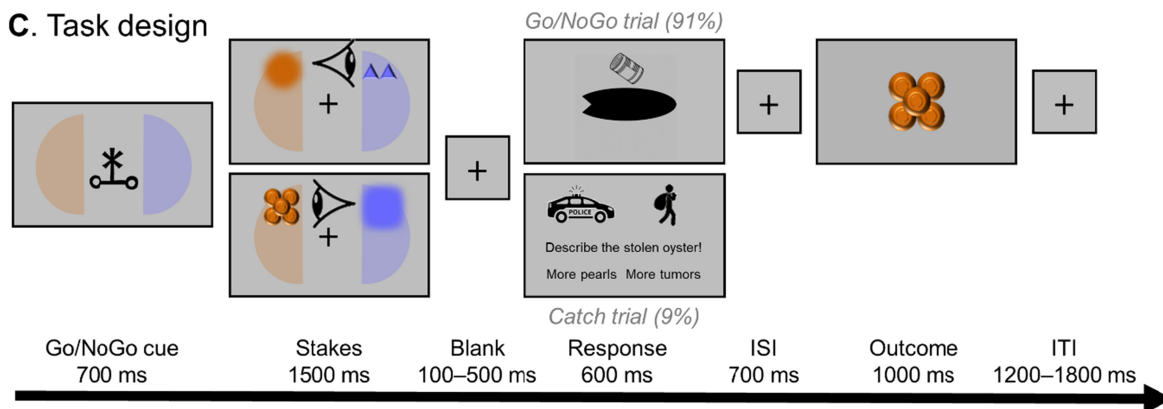 C. Task design
Go/NoGo trial (91%)
POLICE
Describe the stolen oyster!
More pearls More tumors
Catch trial (9%)
Go/NoGo cue
700 ms
Stakes
1500 ms
Blank
100–500 ms
Response
600 ms
ISI
700 ms
Outcome
1000 ms
ITI
1200–1800 ms